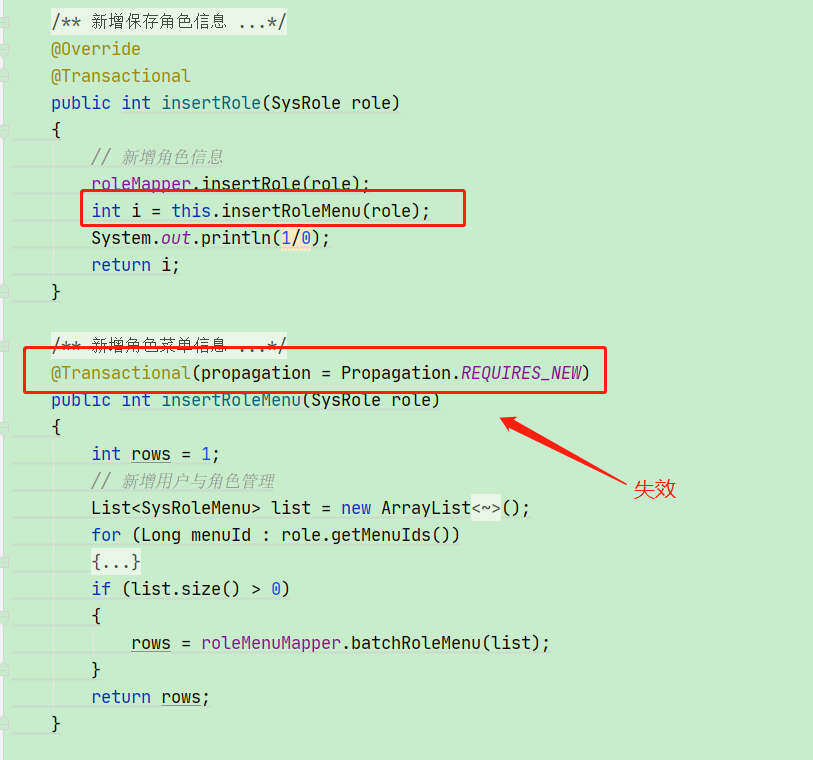 /** 新增保存角色信息 ...*/
@Override
@Transactional
public int insertRole(SysRole role)
{
// 新增角色信息
roleMapper.insertRole(role);
int i = this.insertRoleMenu(role);
System.out.println(1/0);
return i;
}
/** 新增角色菜单信息 ...*/
@Transactional(propagation = Propagation.REQUIRES_NEW)
public int insertRoleMenu(SysRole role)
{
int rows = 1;
// 新增用户与角色管理
失效
List<SysRoleMenu> list = new ArrayList<~>();
for (Long menuId : role.getMenuIds())
{...}
if (list.size() > 0)
{
rows = roleMenuMapper.batchRoleMenu(list);
}
return rows;
}